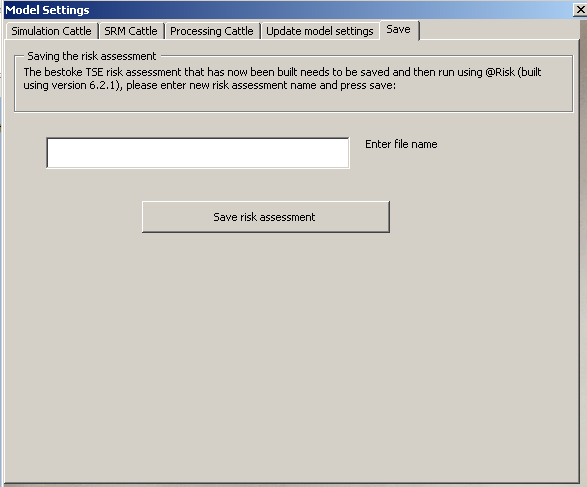 Model Settings
Simulation Cattle SRM Cattle Processing Cattle Update model settings Save
Saving the risk assessment
The bestoke TSE risk assessment that has now been built needs to be saved and then run using @Risk (built
using version 6.2.1), please enter new risk assessment name and press save:
Enter file name
Save risk assessment